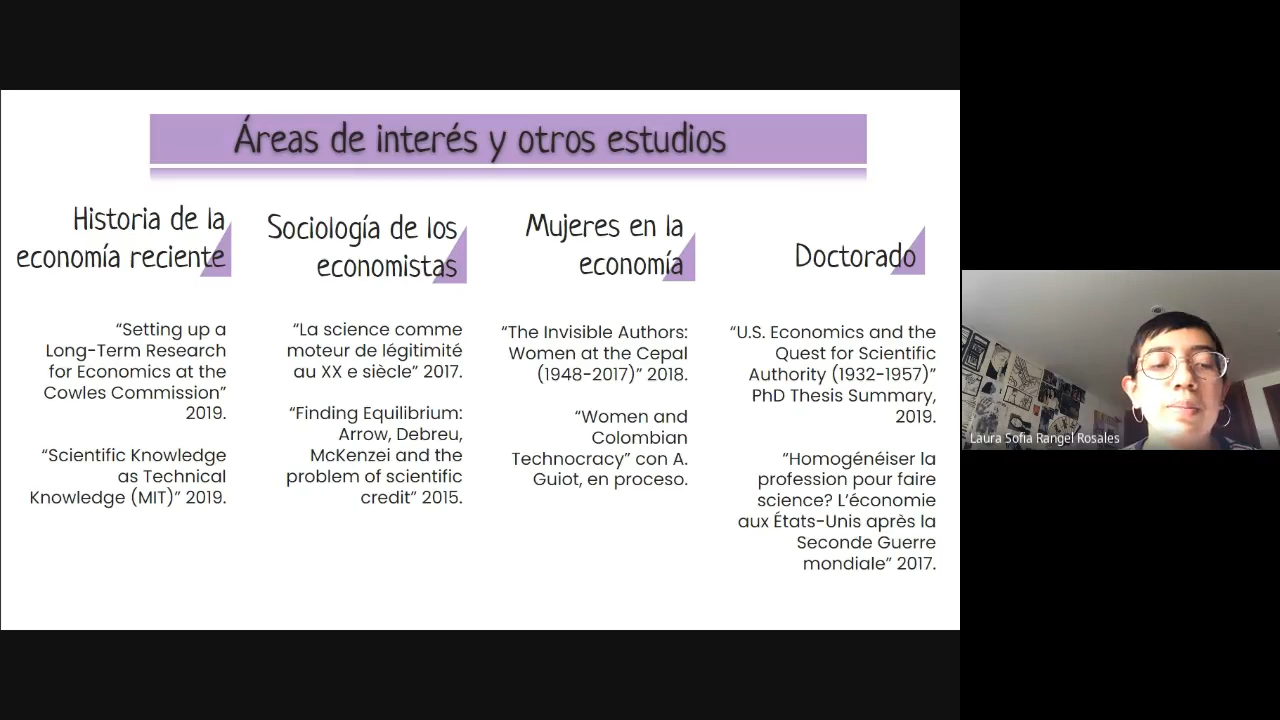 Áreas de interés y otros estudios
Historia de la
economía reciente
“Setting up a
Long-Term Research
for Economics at the
Cowles Commission”
2019.
“Scientific Knowledge
as Technical
Knowledge (MIT)” 2019.
Sociología de los
economistas
“La science comme
moteur de légitimité
au XX e siècle” 2017.
“Finding Equilibrium:
Arrow, Debreu,
McKenzei and the
problem of scientific
credit” 2015.
Mujeres en la
economía
“The Invisible Authors:
Women at the Cepal
(1948-2017)” 2018.
“Women and
Colombian
Technocracy” con A.
Guiot, en proceso.
Doctorado
“U.S. Economics and the
Quest for Scientific
Authority (1932-1957)”
PhD Thesis Summary,
2019.
“Homogénéiser la
profession pour faire
science? L’économie
aux États-Unis après la
Seconde Guerre
mondiale” 2017.
Laura Sofia Rangel Rosales